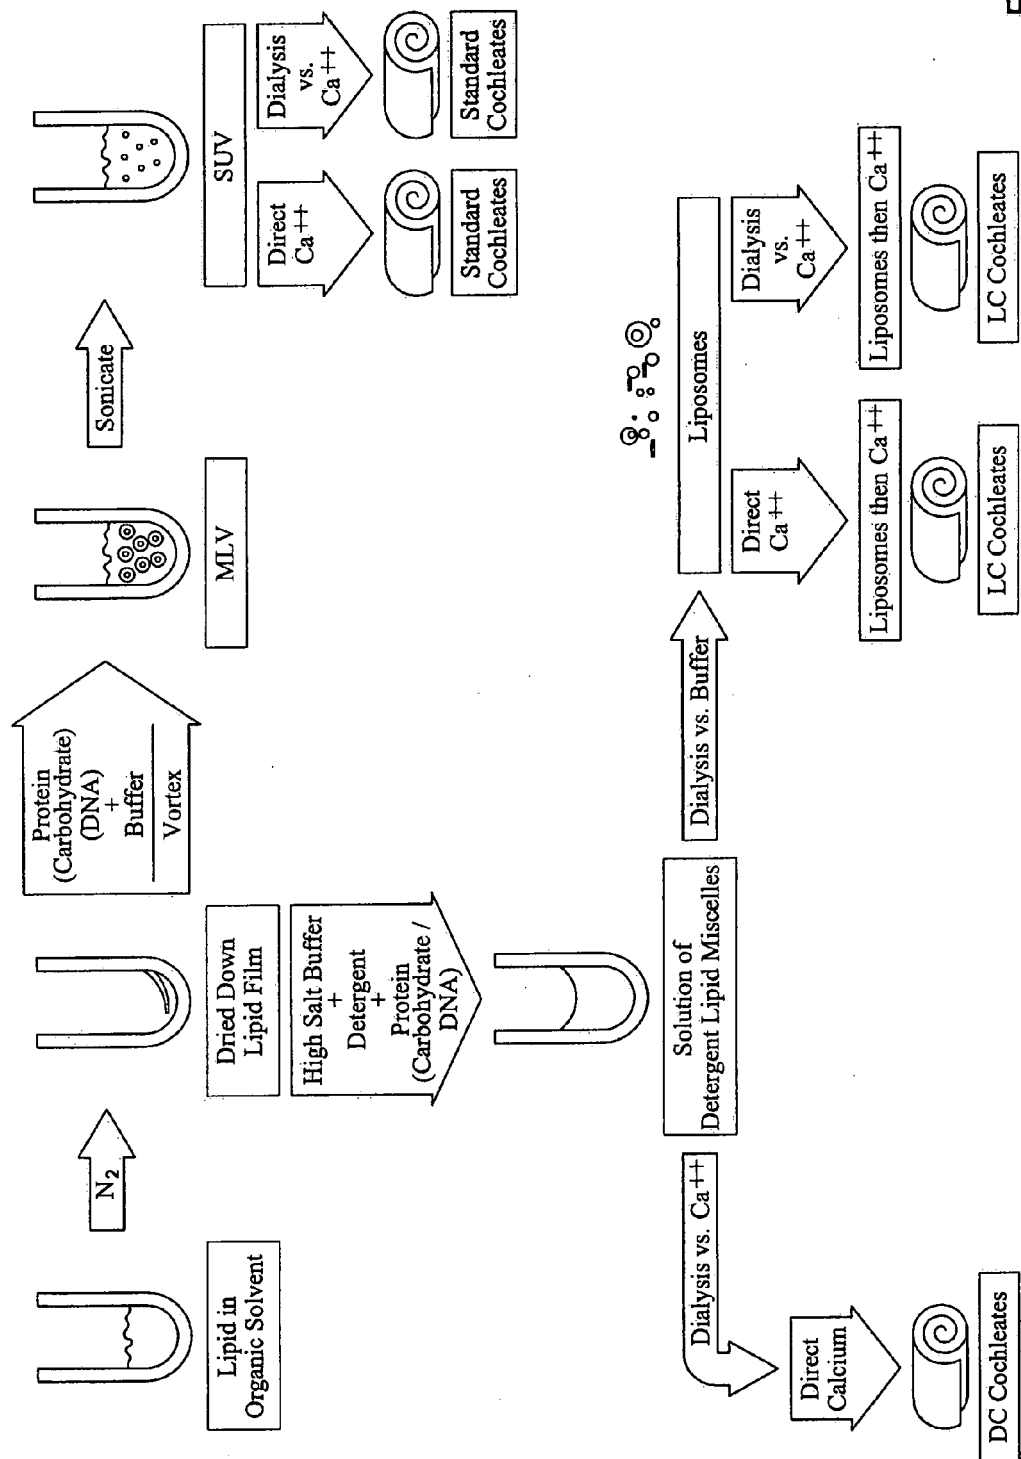 Lipid in
Organic Solvent
N₂
Dried Down
Lipid Film
Protein
(Carbohydrate)
(DNA)
+
Buffer
Vortex
MLV
Sonicate
SUV
Direct
Ca++
Standard
Cochleates
Dialysis
vs.
Ca++
Standard
Cochleates
High Salt Buffer
+
Detergent
+
Protein
(Carbohydrate /
DNA)
Solution of
Detergent Lipid Miscelles
Dialysis vs. Ca++
Direct
Calcium
DC Cochleates
Dialysis vs. Buffer
Liposomes
Direct
Ca++
Liposomes then Ca++
LC Cochleates
Dialysis
vs.
Ca++
Liposomes then Ca++
LC Cochleates